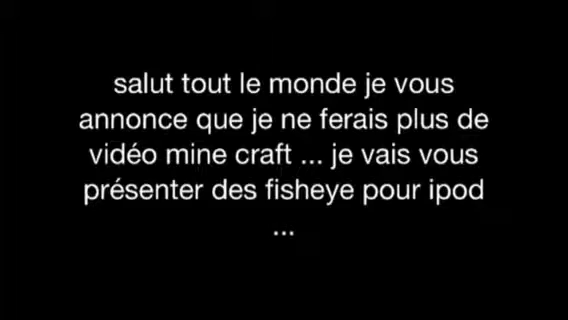 salut tout le monde je vous
annonce que je ne ferais plus de
vidéo mine craft ... je vais vous
présenter des fisheye pour ipod
...